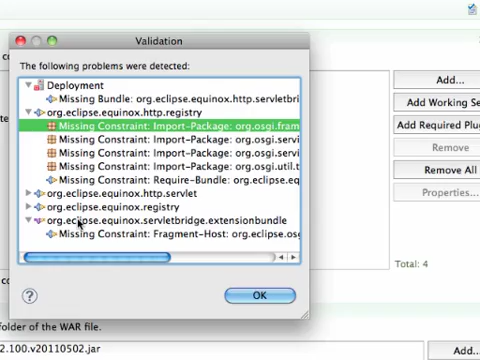 Validation
The following problems were detected:
Deployment
Missing Bundle: org.eclipse.equinox.http.servletbri
org.eclipse.equinox.http.registry
Missing Constraint: Import-Package: org.osgi.fram
Missing Constraint: Import-Package: org.osgi.servi
Missing Constraint: Import-Package: org.osgi.servi
Missing Constraint: Import-Package: org.osgi.util.
Missing Constraint: Require-Bundle: org.eclipse.eq
org.eclipse.equinox.http.servlet
org.eclipse.equinox.registry
org.eclipse.equinox.servletbridge.extensionbundle
Missing Constraint: Fragment-Host: org.eclipse.osg
OK
Add...
Add Working Se
Add Required Plug
Remove
Remove All
Properties...
Total: 4
folder of the WAR file.
2.100.v20110502.jar
Add...